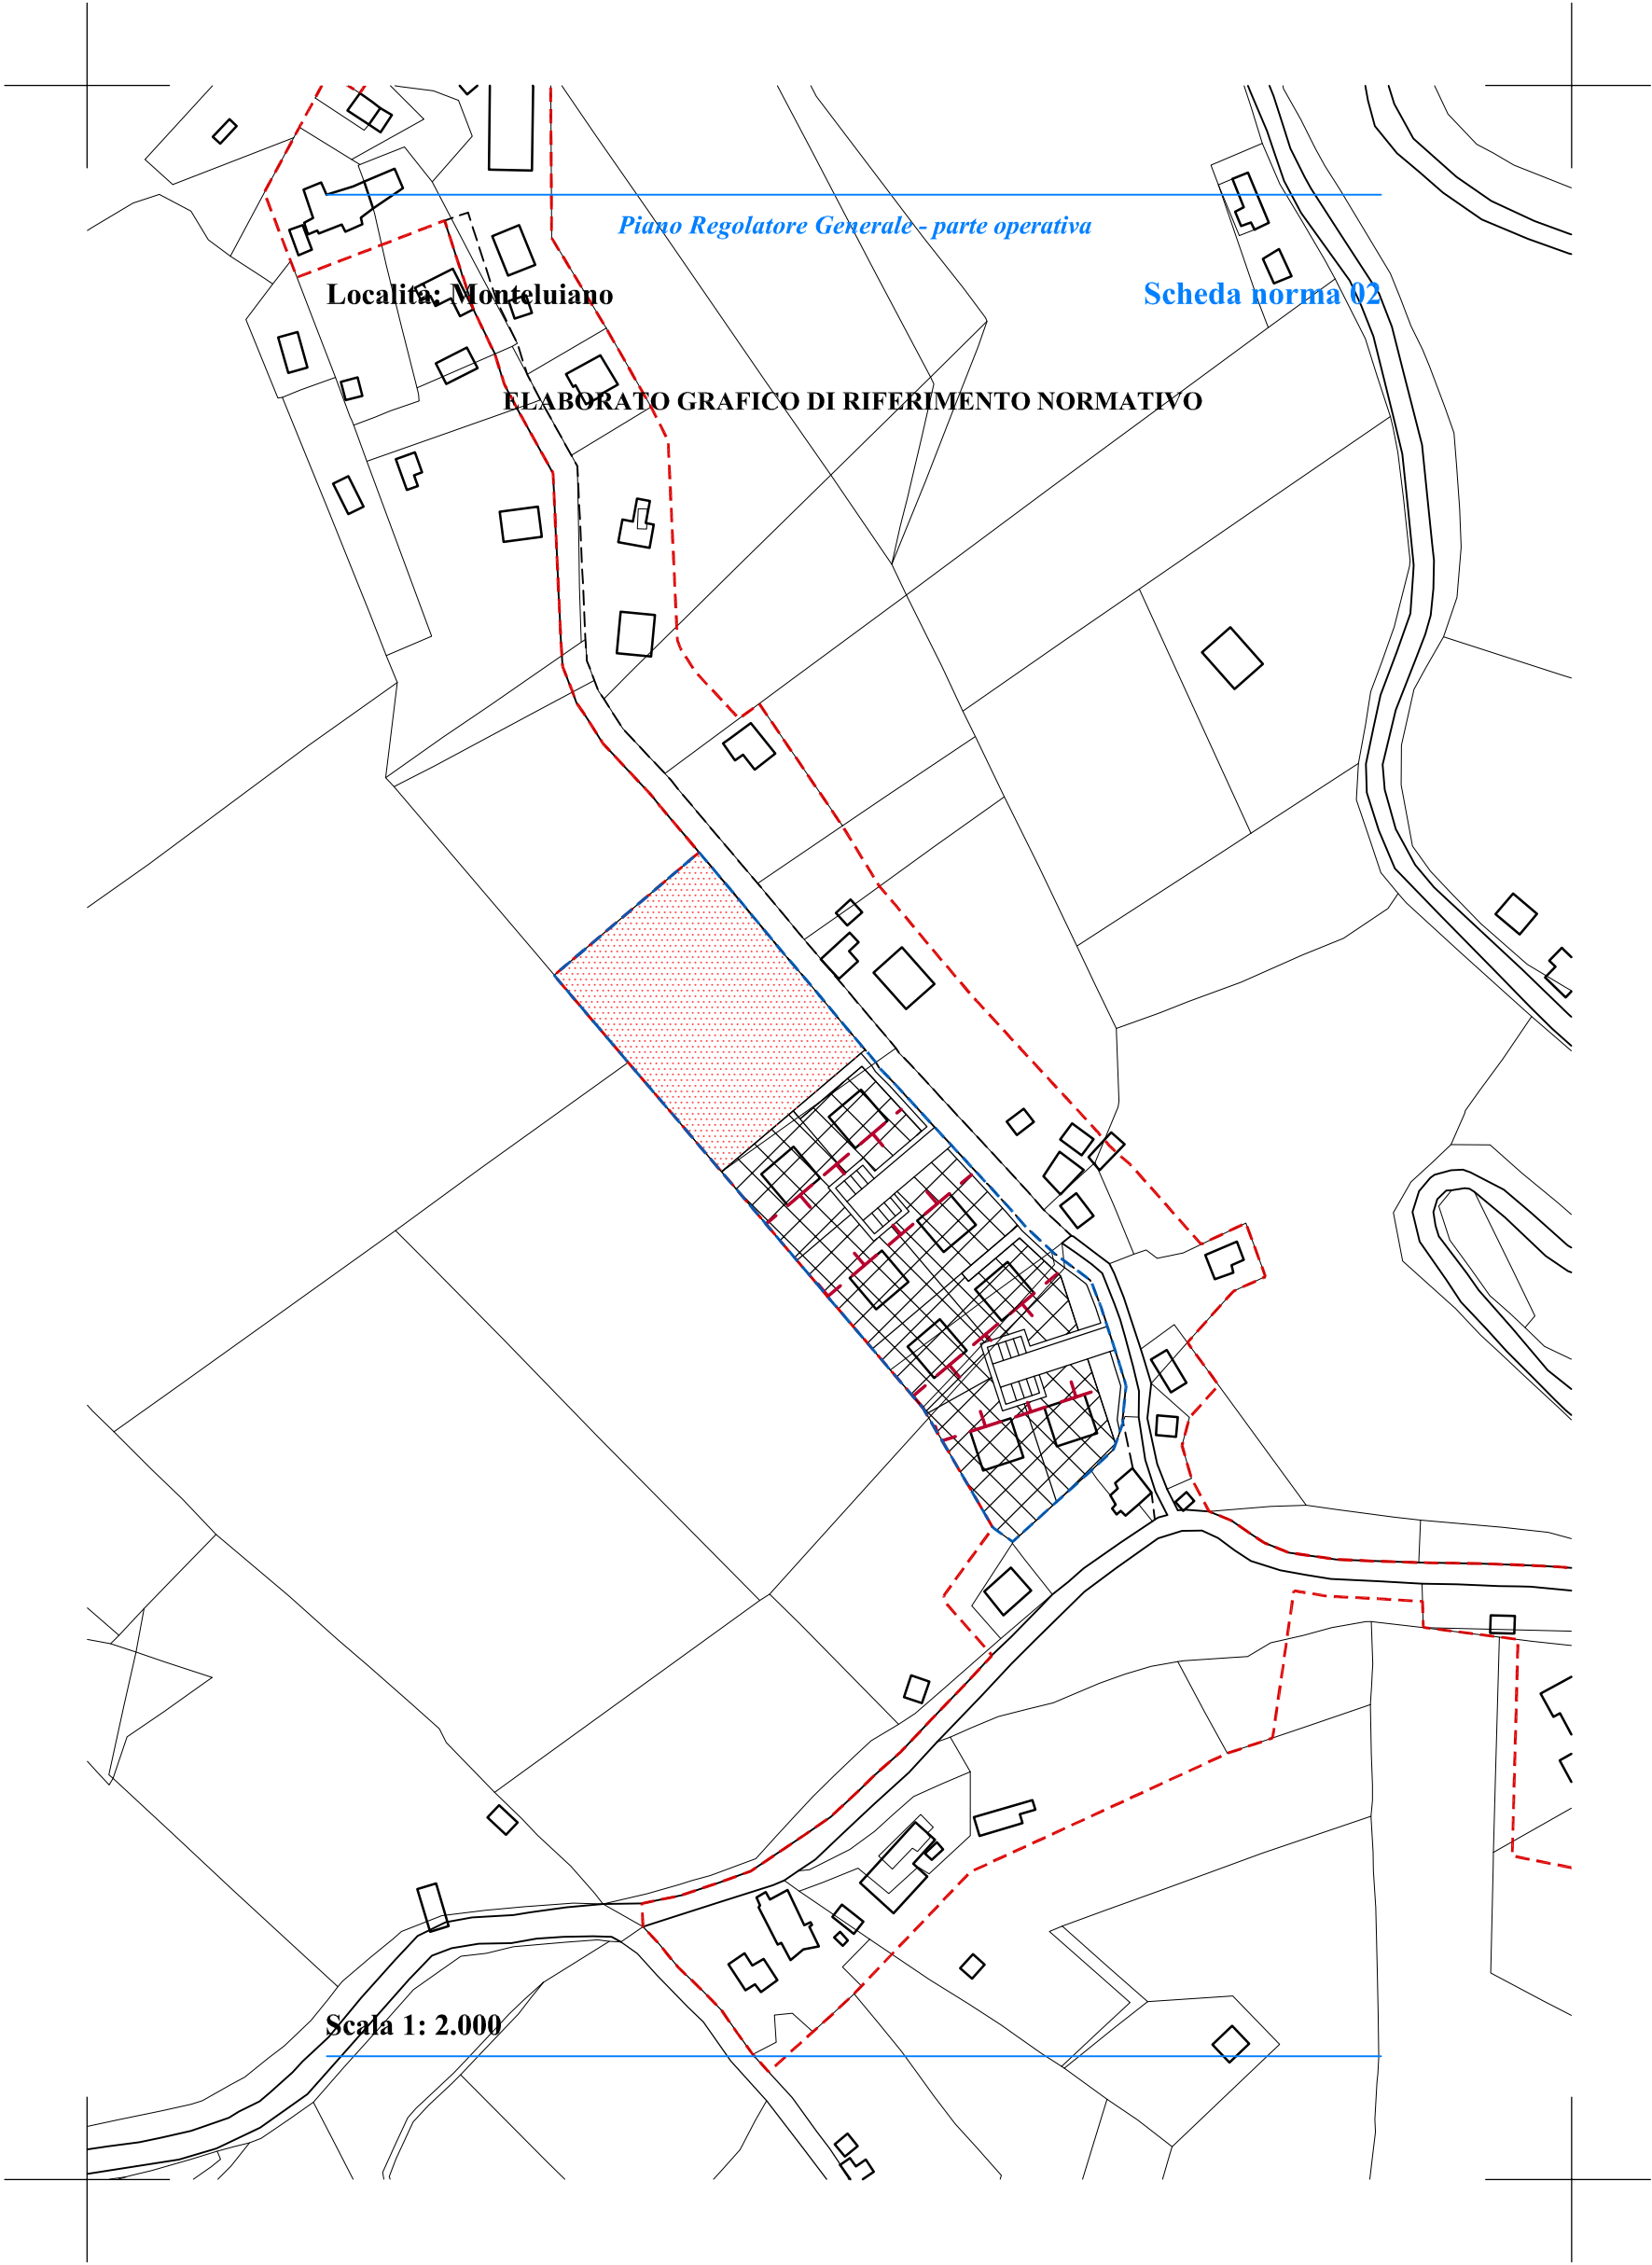 Piano Regolatore Generale - parte operativa
Località: Monteluiano
Scheda norma 02
ELABORATO GRAFICO DI RIFERIMENTO NORMATIVO
Scala 1: 2.000